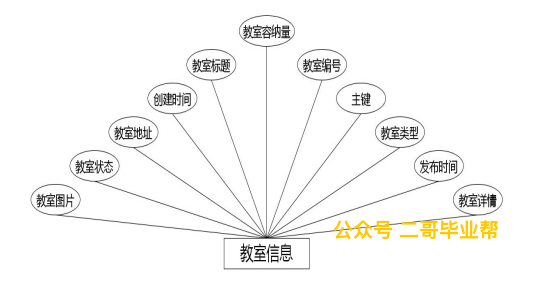 教室容纳量
教室标题
教室编号
创建时间
主键
教室地址
教室类型
教室状态
发布时间
教室图片
教室详情
公众号 二哥毕业帮
教室信息